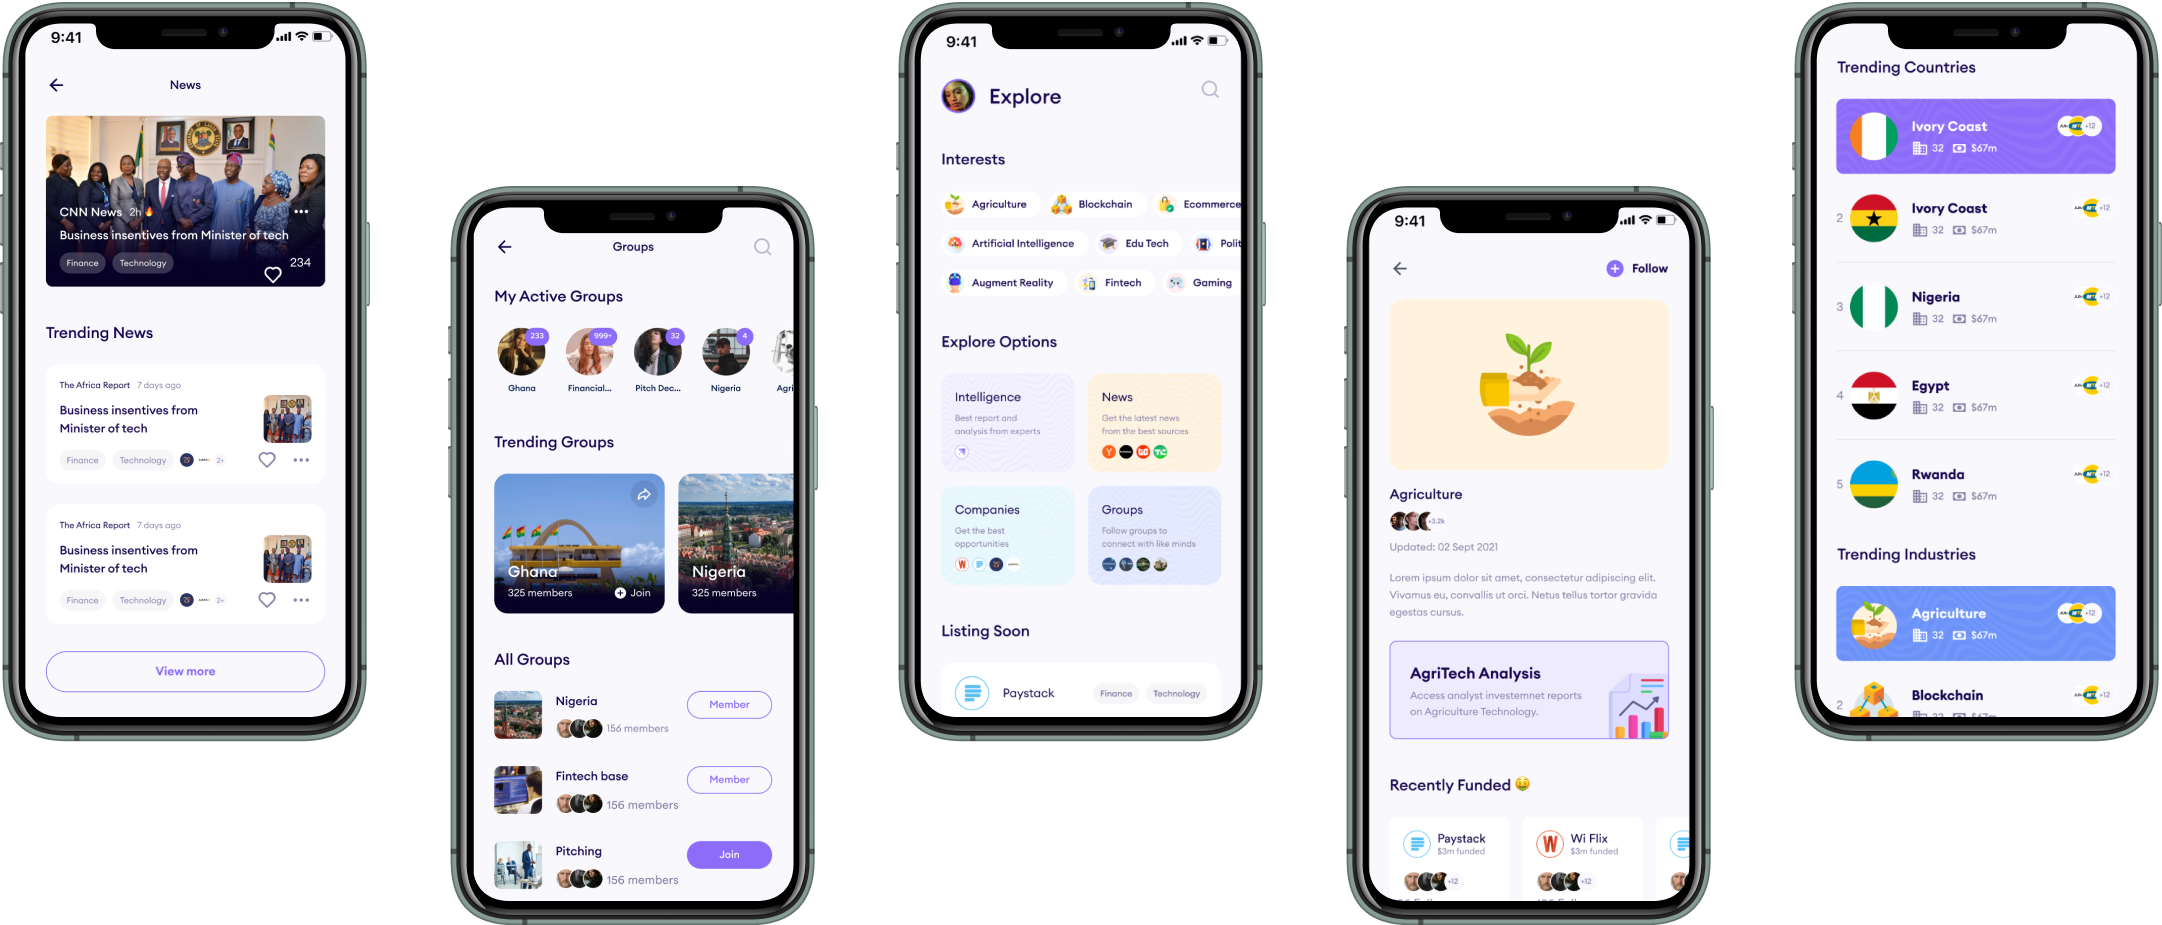 9:41
News
CNN News 2h
Business insentives from Minister of tech
Finance
Technology
234
Trending News
The Africa Report 7 days ago
Business insentives from
Minister of tech
Finance
Technology
2+
The Africa Report 7 days ago
Business insentives from
Minister of tech
Finance
Technology
2+
View more
Groups
My Active Groups
233
999+
32
4
Ghana
Financial...
Pitch Dec...
Nigeria
Agri
Trending Groups
Ghana
325 members
Join
Nigeria
325 members
All Groups
Nigeria
156 members
Member
Fintech base
156 members
Member
Pitching
156 members
Join
9:41
Explore
Interests
Agriculture
Blockchain
Ecommerce
Artificial Intelligence
Edu Tech
Polit
Augment Reality
Fintech
Gaming
Explore Options
Intelligence
Best report and
analysis from experts
News
Get the latest news
from the best sources
Y
TC
Companies
Get the best
opportunities
W
Groups
Follow groups to
connect with like minds
Listing Soon
Paystack
Finance
Technology
9:41
Follow
Agriculture
+3.2k
Updated: 02 Sept 2021
Lorem ipsum dolor sit amet, consectetur adipiscing elit.
Vivamus eu, convallis ut orci. Netus tellus tortor gravida
egestas cursus.
AgriTech Analysis
Access analyst investemnet reports
on Agriculture Technology.
Recently Funded
Paystack
$3m funded
+12
W
Wi Flix
$3m funded
+12
Trending Countries
Ivory Coast
32 $67m
+12
2
Ivory Coast
32 $67m
+12
3
Nigeria
32 $67m
+12
4
Egypt
32 $67m
+12
5
Rwanda
32 $67m
+12
Trending Industries
Agriculture
32 $67m
+12
2
Blockchain
32 $67m
+12